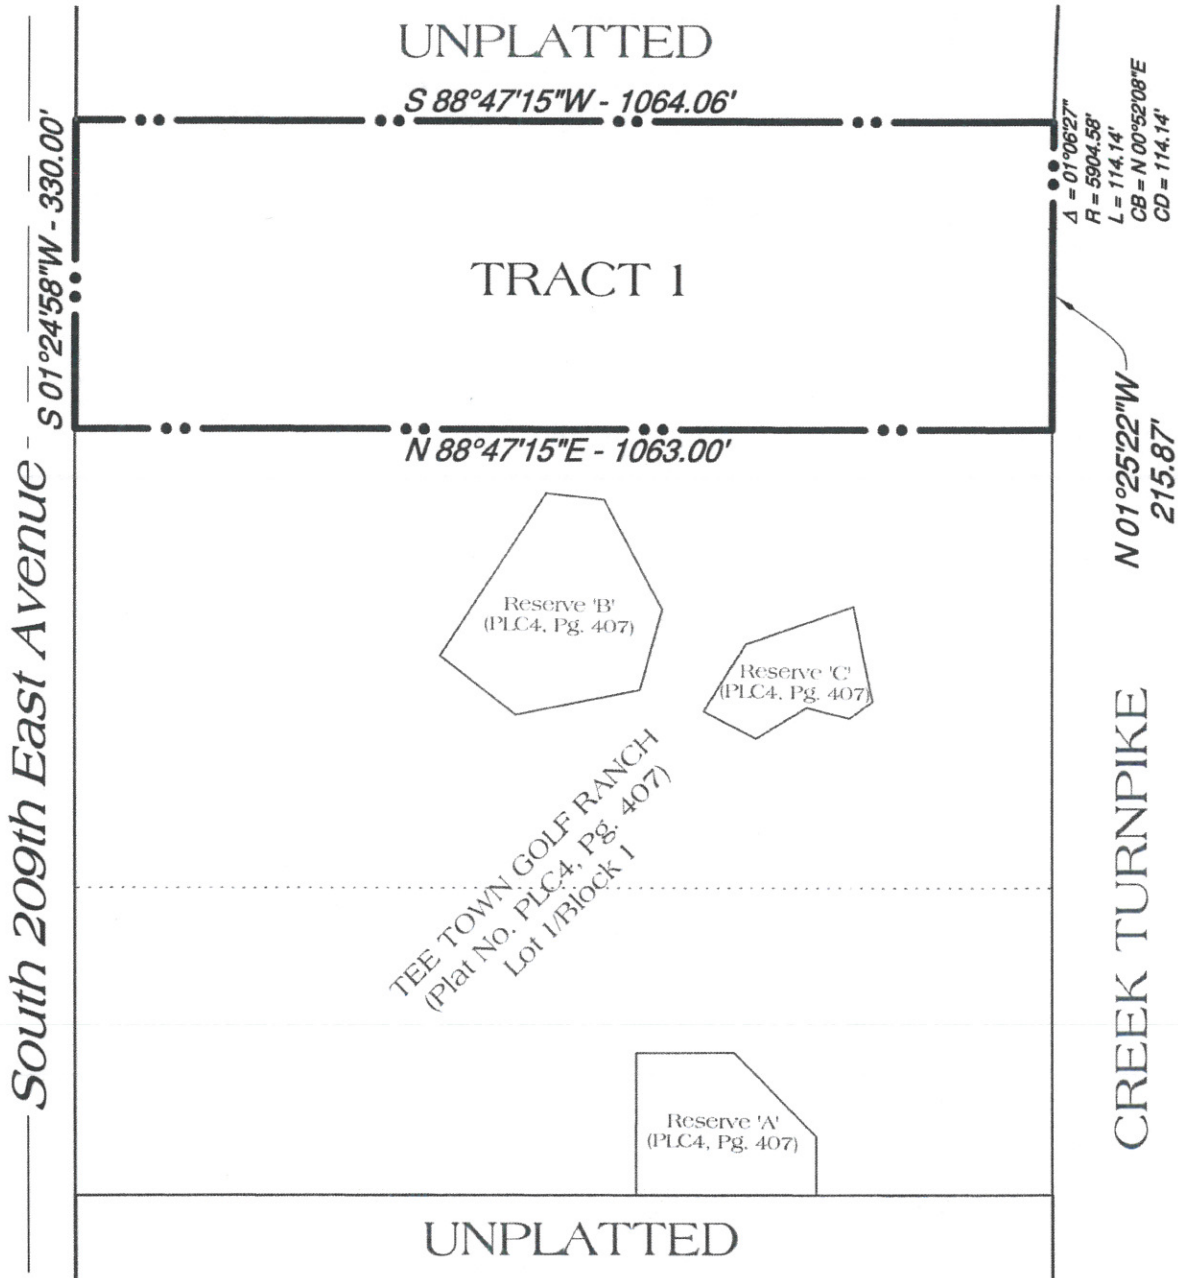 UNPLATTED
S 88°47'15"W - 1064.06'
Δ = 01°06'27"
R = 5904.58'
L = 114.14'
CB = N 00°52'08"E
CD = 114.14'
S 01°24'58"W - 330.00'
TRACT 1
N 01°25'22"W
215.87'
N 88°47'15"E - 1063.00'
South 209th East Avenue
Reserve 'B'
(PLC4, Pg. 407)
Reserve 'C'
(PLC4, Pg. 407)
TEE TOWN GOLF RANCH
(Plat No. PLC4, Pg. 407)
Lot 1/Block 1
CREEK TURNPIKE
Reserve 'A'
(PLC4, Pg. 407)
UNPLATTED